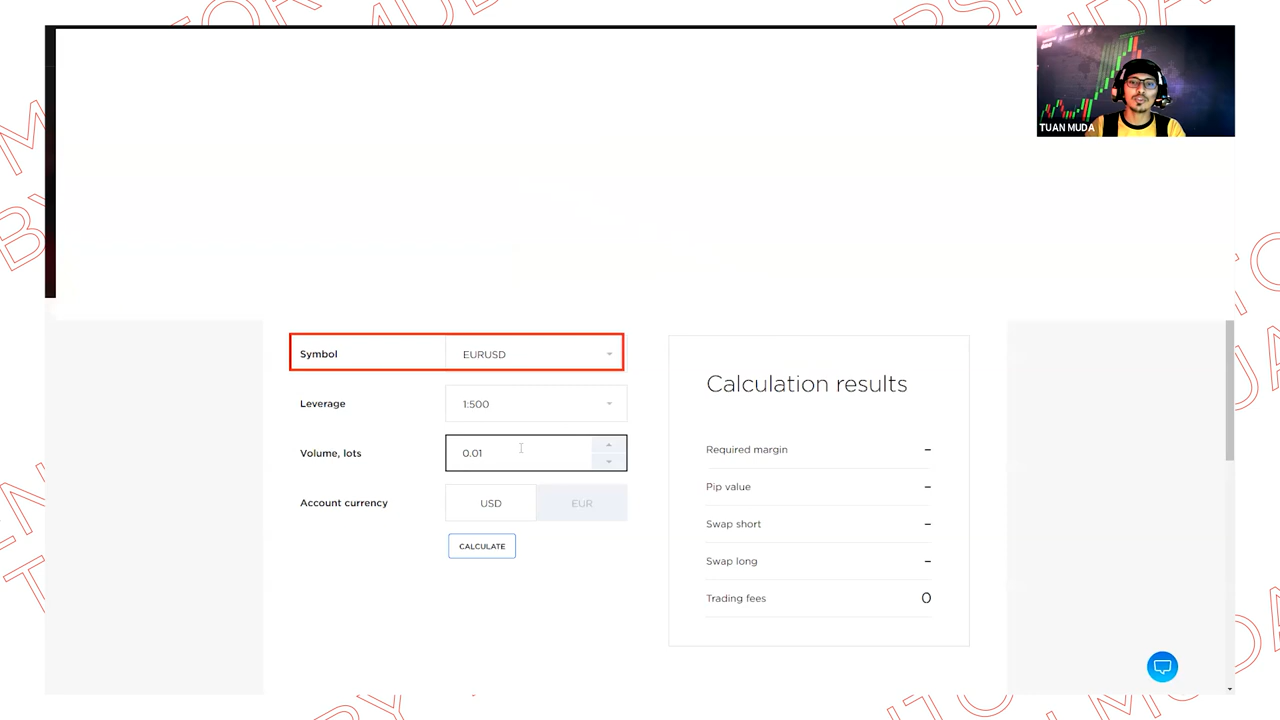 TUAN MUDA
Symbol
EURUSD
Leverage
1:500
Volume, lots
0.01
Account currency
USD
EUR
CALCULATE
Calculation results
Required margin
–
Pip value
–
Swap short
–
Swap long
–
Trading fees
0